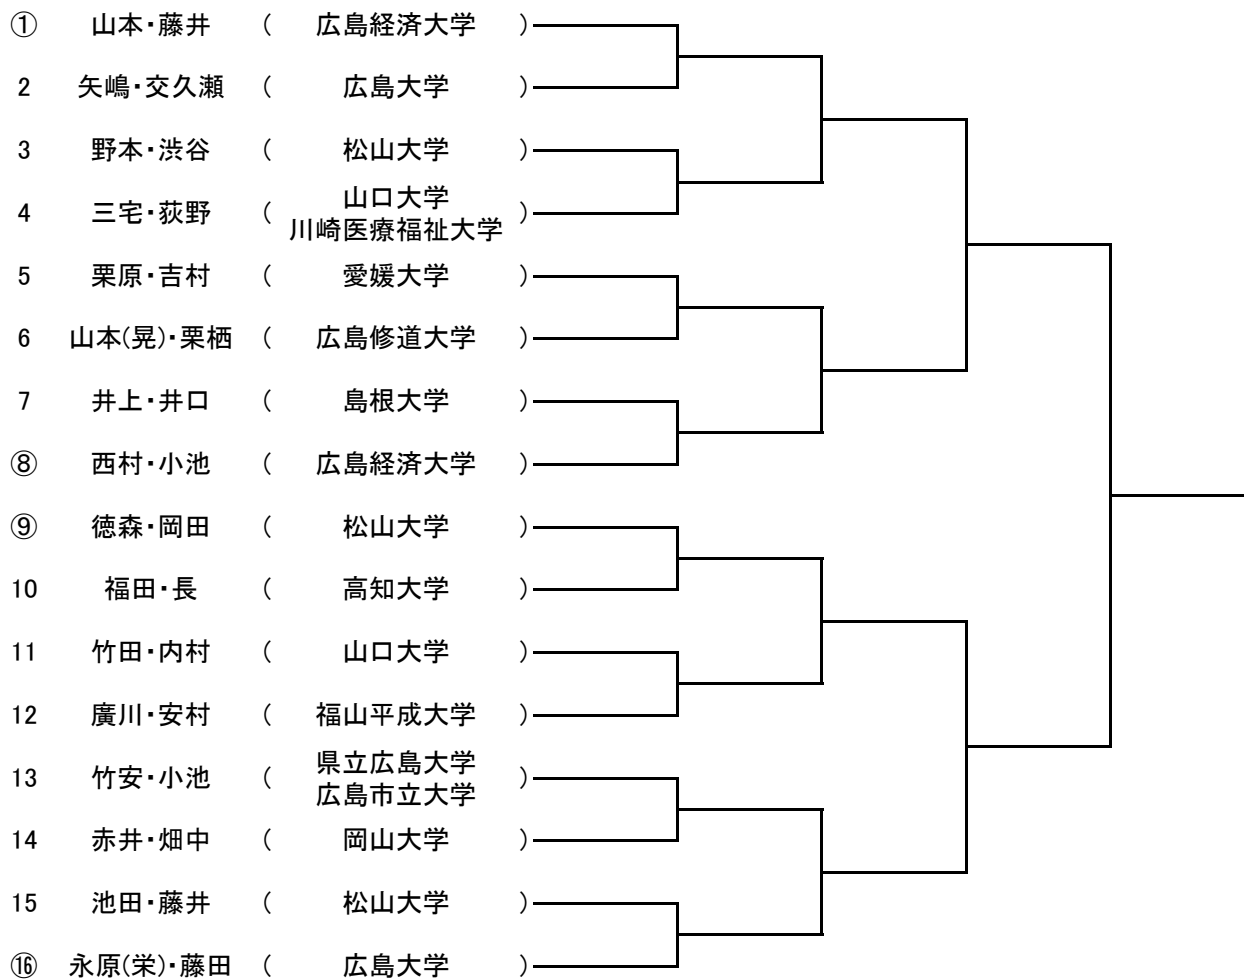 ① 山本・藤井 ( 広島経済大学 )
2 矢嶋・交久瀬 ( 広島大学 )
3 野本・渋谷 ( 松山大学 )
4 三宅・荻野 ( 山口大学
川崎医療福祉大学 )
5 栗原・吉村 ( 愛媛大学 )
6 山本(晃)・栗栖 ( 広島修道大学 )
7 井上・井口 ( 島根大学 )
⑧ 西村・小池 ( 広島経済大学 )
⑨ 徳森・岡田 ( 松山大学 )
10 福田・長 ( 高知大学 )
11 竹田・内村 ( 山口大学 )
12 廣川・安村 ( 福山平成大学 )
13 竹安・小池 ( 県立広島大学
広島市立大学 )
14 赤井・畑中 ( 岡山大学 )
15 池田・藤井 ( 松山大学 )
⑯ 永原(栄)・藤田 ( 広島大学 )